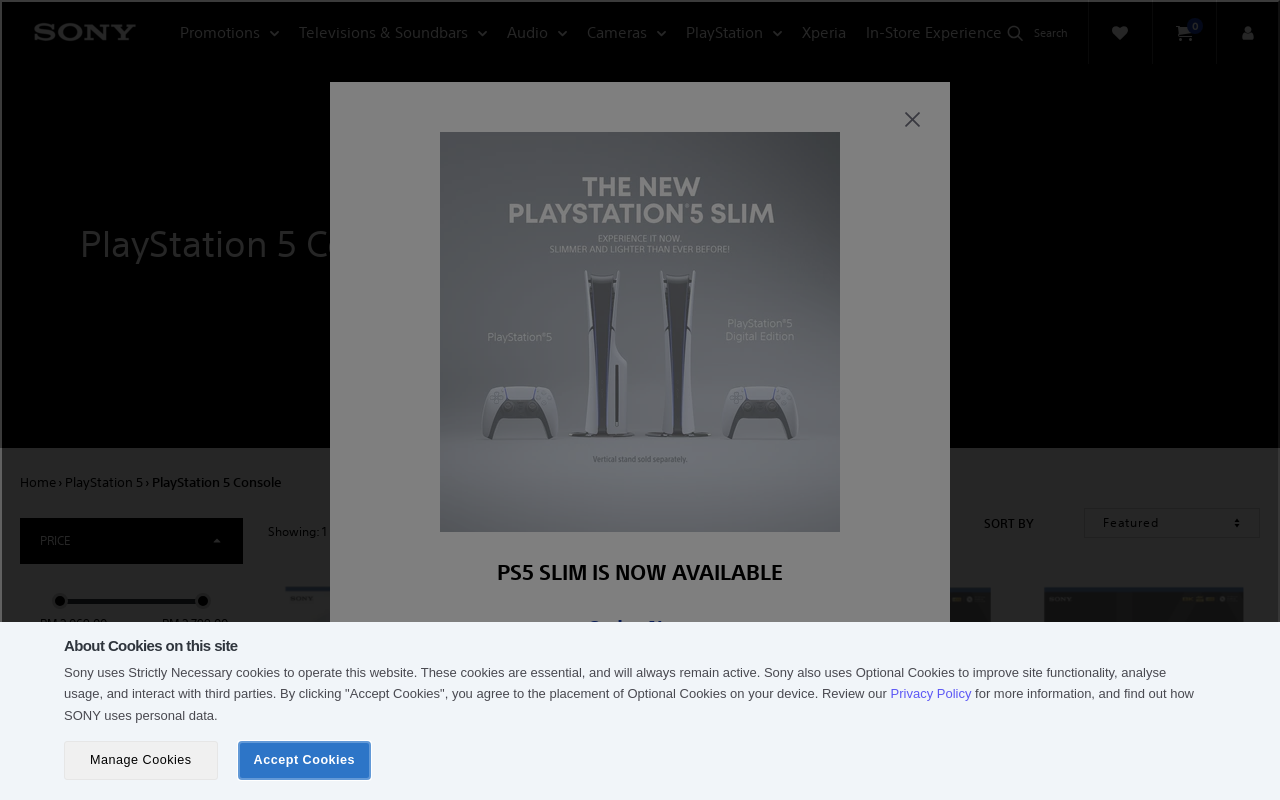 SONY
Promotions
Televisions & Soundbars
Audio
Cameras
PlayStation
Xperia
In-Store Experience
Search
0
THE NEW
PLAYSTATION®5 SLIM
EXPERIENCE IT NOW.
SLIMMER AND LIGHTER THAN EVER BEFORE!
PlayStation®5
PlayStation®5
Digital Edition
Vertical stand sold separately.
PlayStation 5 Co
Home › PlayStation 5 › PlayStation 5 Console
PRICE
Showing: 1
SORT BY
Featured
PS5 SLIM IS NOW AVAILABLE
SONY
About Cookies on this site
Sony uses Strictly Necessary cookies to operate this website. These cookies are essential, and will always remain active. Sony also uses Optional Cookies to improve site functionality, analyse
usage, and interact with third parties. By clicking "Accept Cookies", you agree to the placement of Optional Cookies on your device. Review our Privacy Policy for more information, and find out how
SONY uses personal data.
Manage Cookies
Accept Cookies